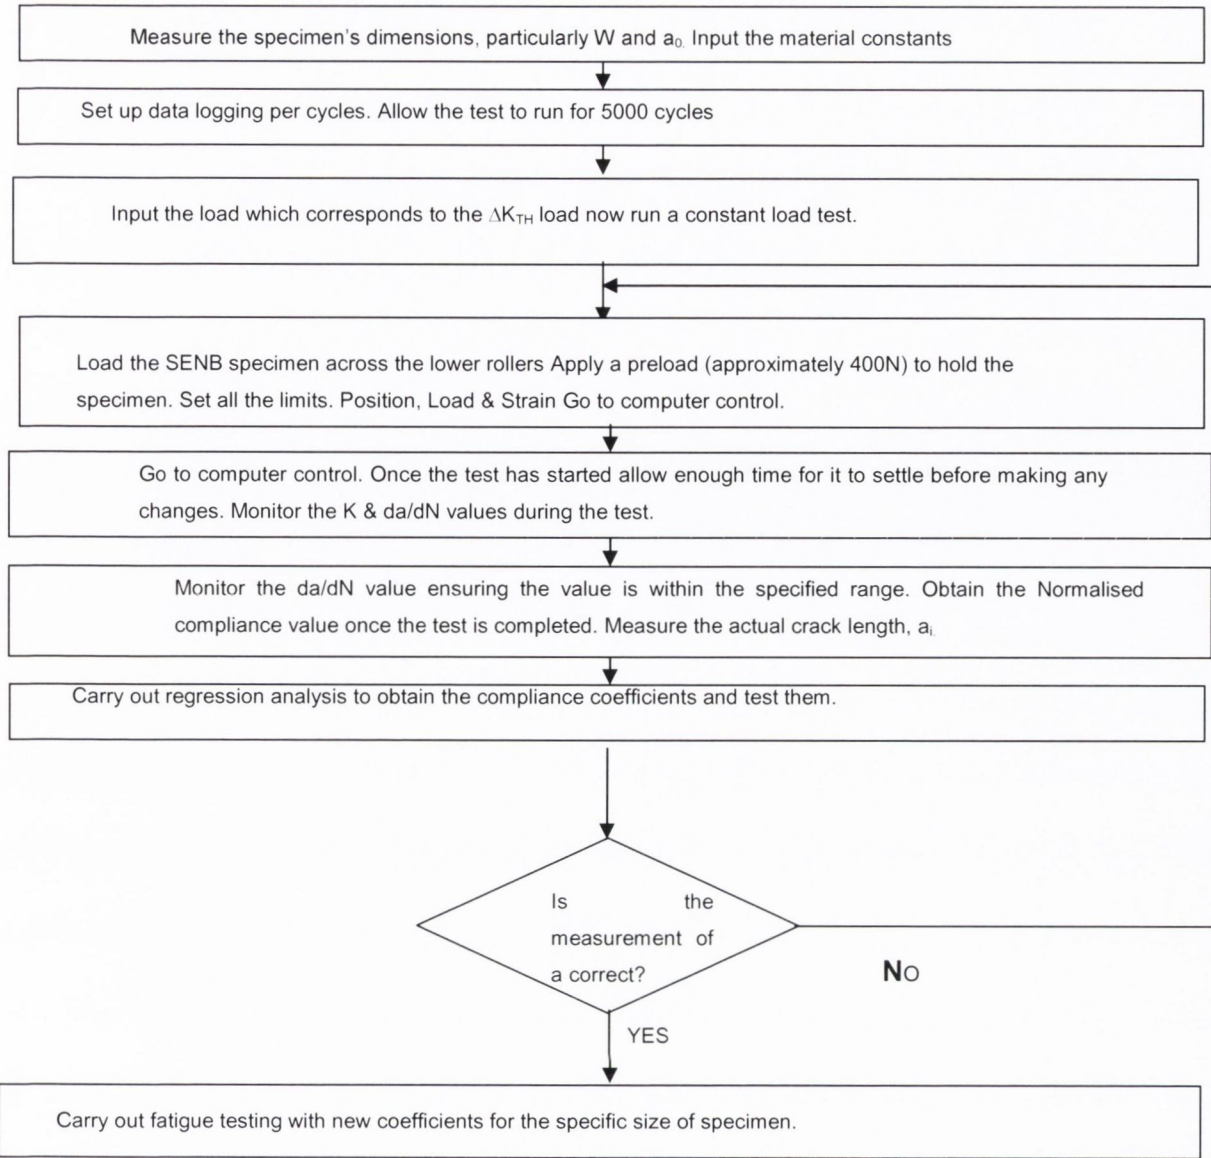 Measure the specimen's dimensions, particularly W and a₀. Input the material constants
Set up data logging per cycles. Allow the test to run for 5000 cycles
Input the load which corresponds to the ΔK_TH load now run a constant load test.
Load the SENB specimen across the lower rollers Apply a preload (approximately 400N) to hold the
specimen. Set all the limits. Position, Load & Strain Go to computer control.
Go to computer control. Once the test has started allow enough time for it to settle before making any
changes. Monitor the K & da/dN values during the test.
Monitor the da/dN value ensuring the value is within the specified range. Obtain the Normalised
compliance value once the test is completed. Measure the actual crack length, aᵢ.
Carry out regression analysis to obtain the compliance coefficients and test them.
Is the
measurement of
a correct?
NO
YES
Carry out fatigue testing with new coefficients for the specific size of specimen.